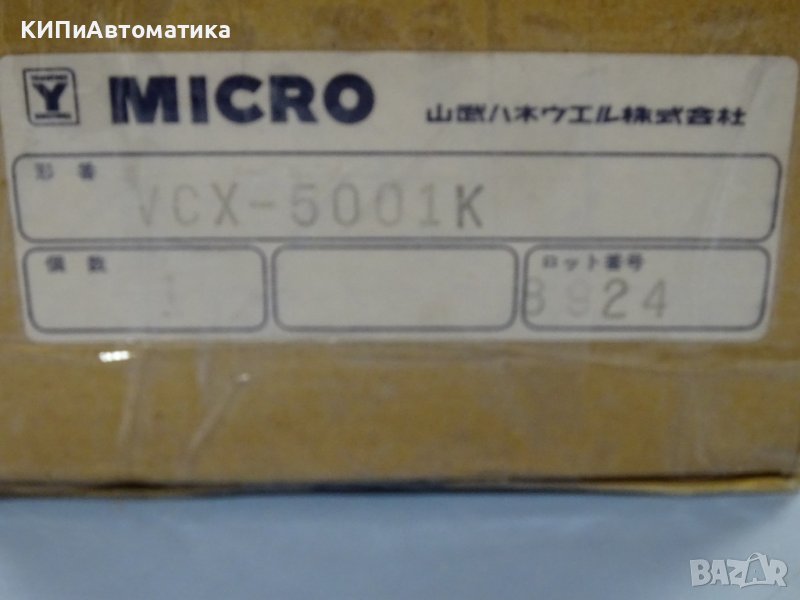 КИПиАвтоматика
Y MICRO 山武ハネウエル株式会社
形 番
VCX-5001K
個 数 ロット番号
1 8924
BAZAR